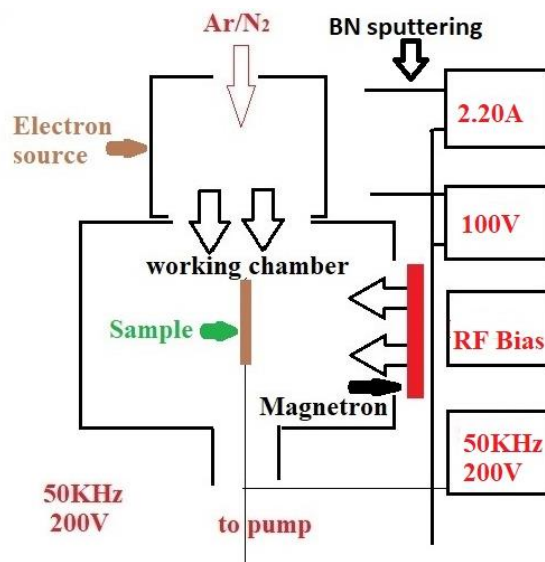 Ar/N2
BN sputtering
Electron
source
2.20A
100V
working chamber
Sample
RF Bias
Magnetron
50KHz
200V
to pump
50KHz
200V